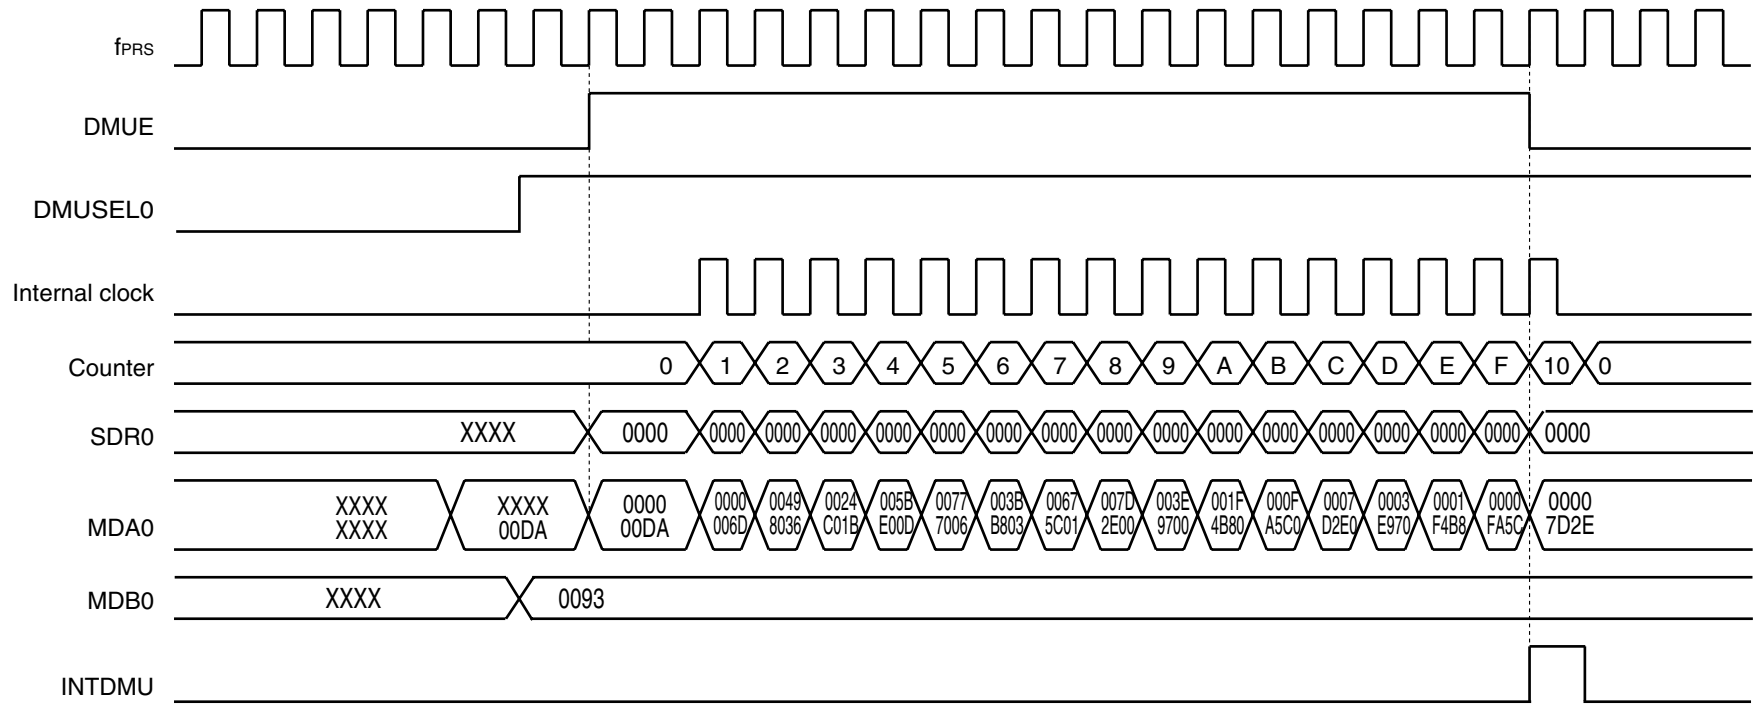 fPRS
DMUE
DMUSEL0
Internal clock
Counter 0 1 2 3 4 5 6 7 8 9 A B C D E F 10 0
SDR0 XXXX 0000 0000 0000 0000 0000 0000 0000 0000 0000 0000 0000 0000 0000 0000 0000 0000 0000
XXXX XXXX 0000 0000 0049 0024 005B 0077 003B 0067 007D 003E 001F 000F 0007 0003 0001 0000 0000
MDA0 XXXX 00DA 00DA 006D 8036 C01B E00D 7006 B803 5C01 2E00 9700 4B80 A5C0 D2E0 E970 F4B8 FA5C 7D2E
MDB0 XXXX 0093
INTDMU